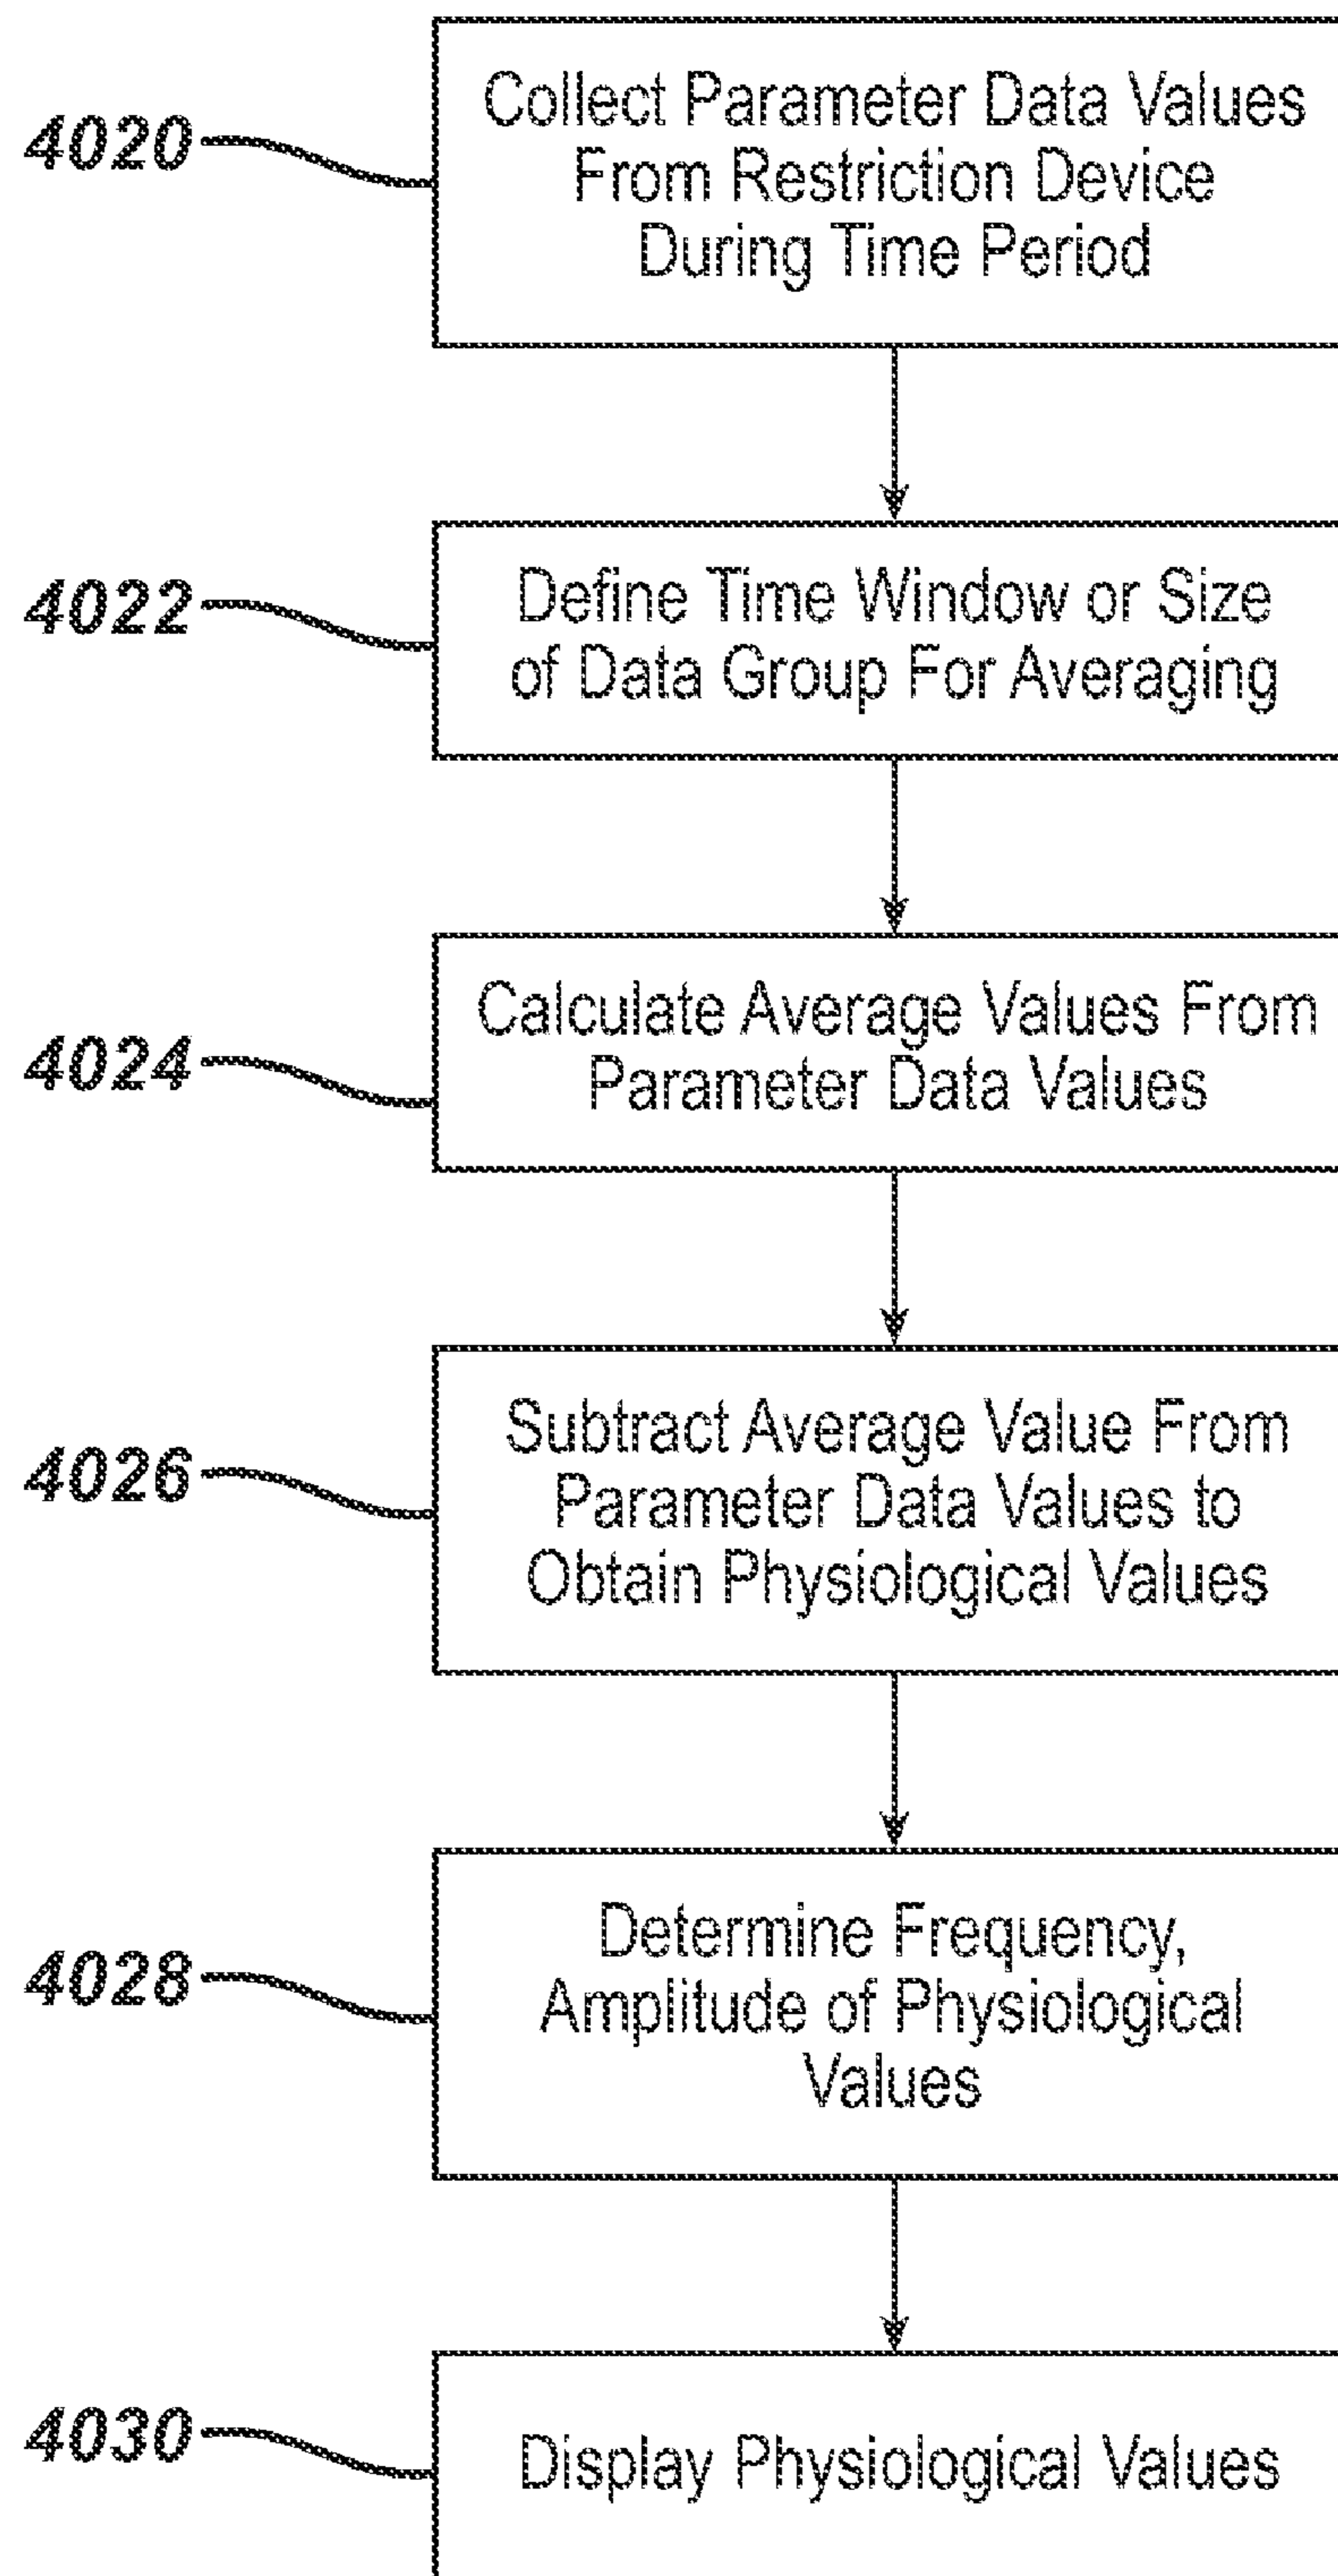 4020
Collect Parameter Data Values
From Restriction Device
During Time Period
4022
Define Time Window or Size
of Data Group For Averaging
4024
Calculate Average Values From
Parameter Data Values
4026
Subtract Average Value From
Parameter Data Values to
Obtain Physiological Values
4028
Determine Frequency,
Amplitude of Physiological
Values
4030
Display Physiological Values